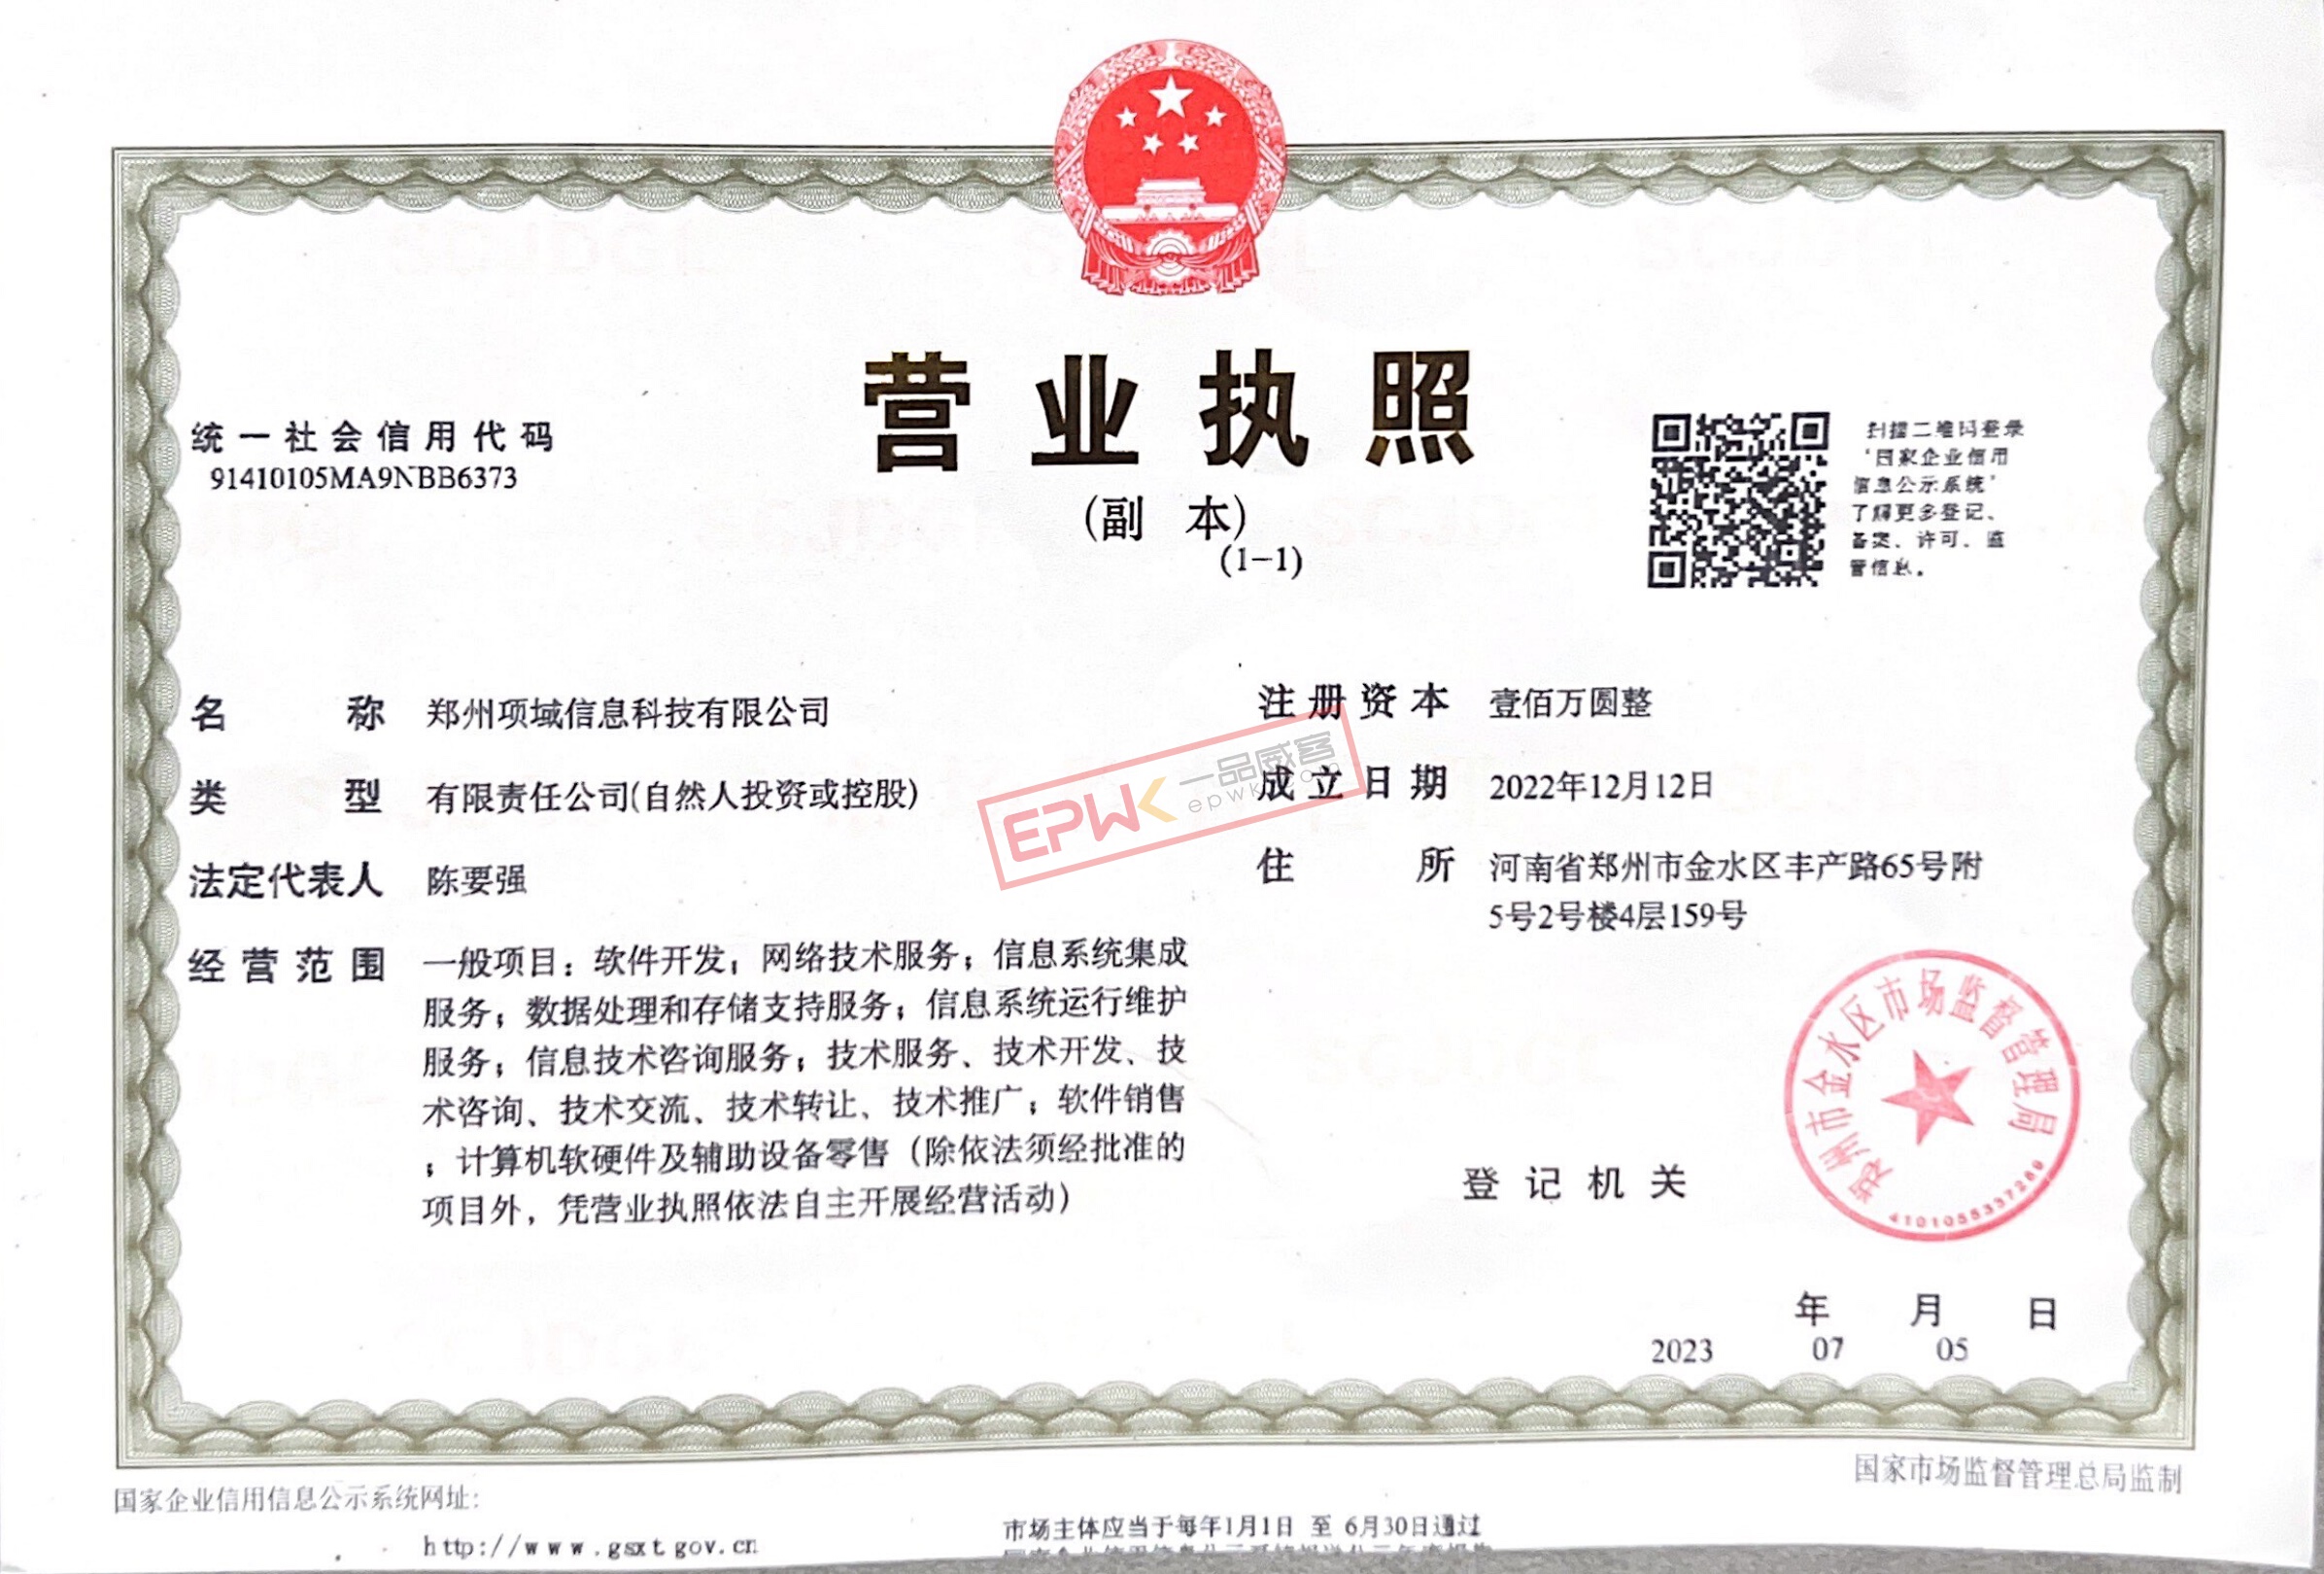 营业执照
(副 本)
(1-1)
统一社会信用代码
91410105MA9NBB6373
扫描二维码登录
'国家企业信用
信息公示系统'
了解更多登记、
备案、许可、监
管信息。
名 称 郑州项域信息科技有限公司
类 型 有限责任公司(自然人投资或控股)
法定代表人 陈要强
经营范围 一般项目：软件开发；网络技术服务；信息系统集成
服务；数据处理和存储支持服务；信息系统运行维护
服务；信息技术咨询服务；技术服务、技术开发、技
术咨询、技术交流、技术转让、技术推广；软件销售
；计算机软硬件及辅助设备零售（除依法须经批准的
项目外，凭营业执照依法自主开展经营活动）
注册资本 壹佰万圆整
成立日期 2022年12月12日
住 所 河南省郑州市金水区丰产路65号附
5号2号楼4层159号
EPWK 一品威客
epwk.com
登记机关
郑州市金水区市场监督管理局
年 月 日
2023 07 05
国家企业信用信息公示系统网址：
http://www.gsxt.gov.cn
市场主体应当于每年1月1日 至 6月30日通过
国家市场监督管理总局监制